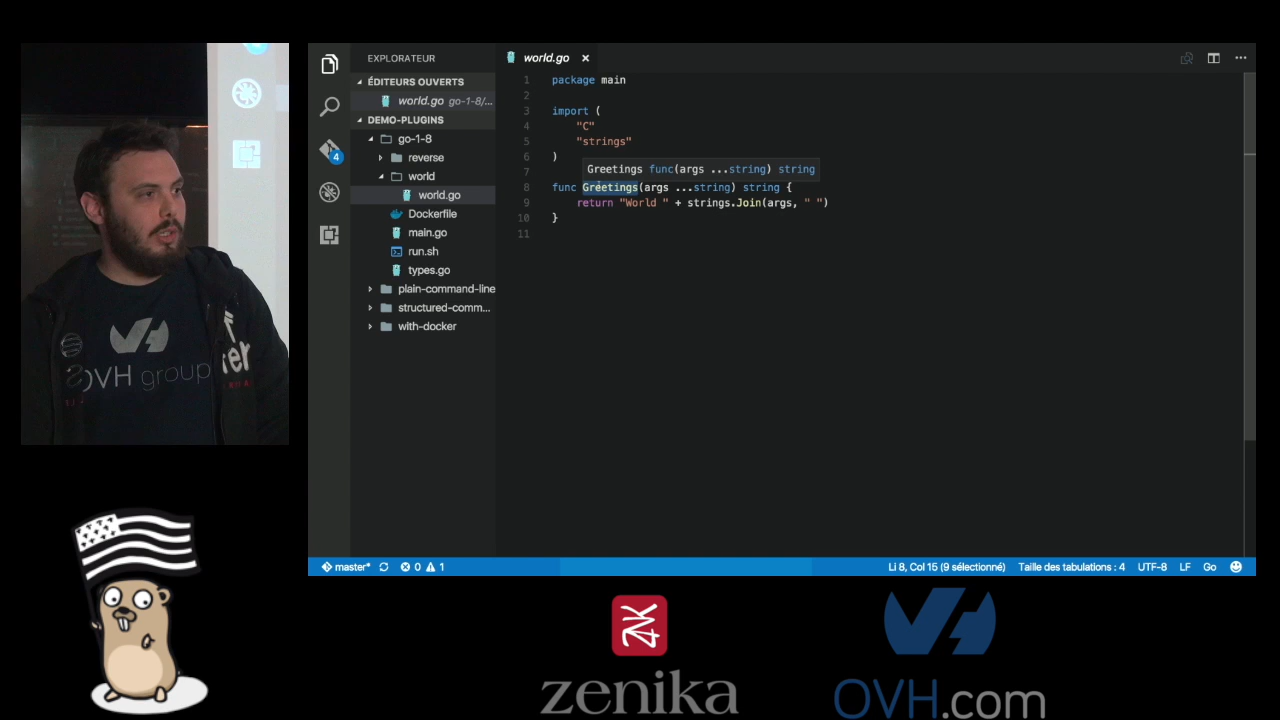 OVH group
EXPLORATEUR
ÉDITEURS OUVERTS
world.go go-1-8/...
DEMO-PLUGINS
go-1-8
reverse
world
world.go
Dockerfile
main.go
run.sh
types.go
plain-command-line
structured-comm...
with-docker
4
world.go
1 package main
2
3 import (
4 "C"
5 "strings"
6 )
7
Greetings func(args ...string) string
8 func Greetings(args ...string) string {
9 return "World " + strings.Join(args, " ")
10 }
11
master* 0 1
Li 8, Col 15 (9 sélectionné) Taille des tabulations : 4 UTF-8 LF Go
zenika
OVH.com